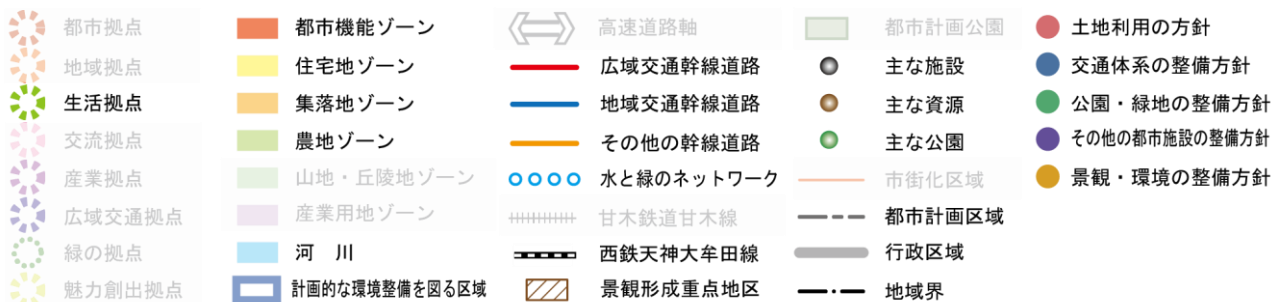 都市拠点
地域拠点
生活拠点
交流拠点
産業拠点
広域交通拠点
緑の拠点
魅力創出拠点
都市機能ゾーン
住宅地ゾーン
集落地ゾーン
農地ゾーン
山地・丘陵地ゾーン
産業用地ゾーン
河　川
計画的な環境整備を図る区域
高速道路軸
広域交通幹線道路
地域交通幹線道路
その他の幹線道路
水と緑のネットワーク
甘木鉄道甘木線
西鉄天神大牟田線
景観形成重点地区
都市計画公園
主な施設
主な資源
主な公園
市街化区域
都市計画区域
行政区域
地域界
土地利用の方針
交通体系の整備方針
公園・緑地の整備方針
その他の都市施設の整備方針
景観・環境の整備方針